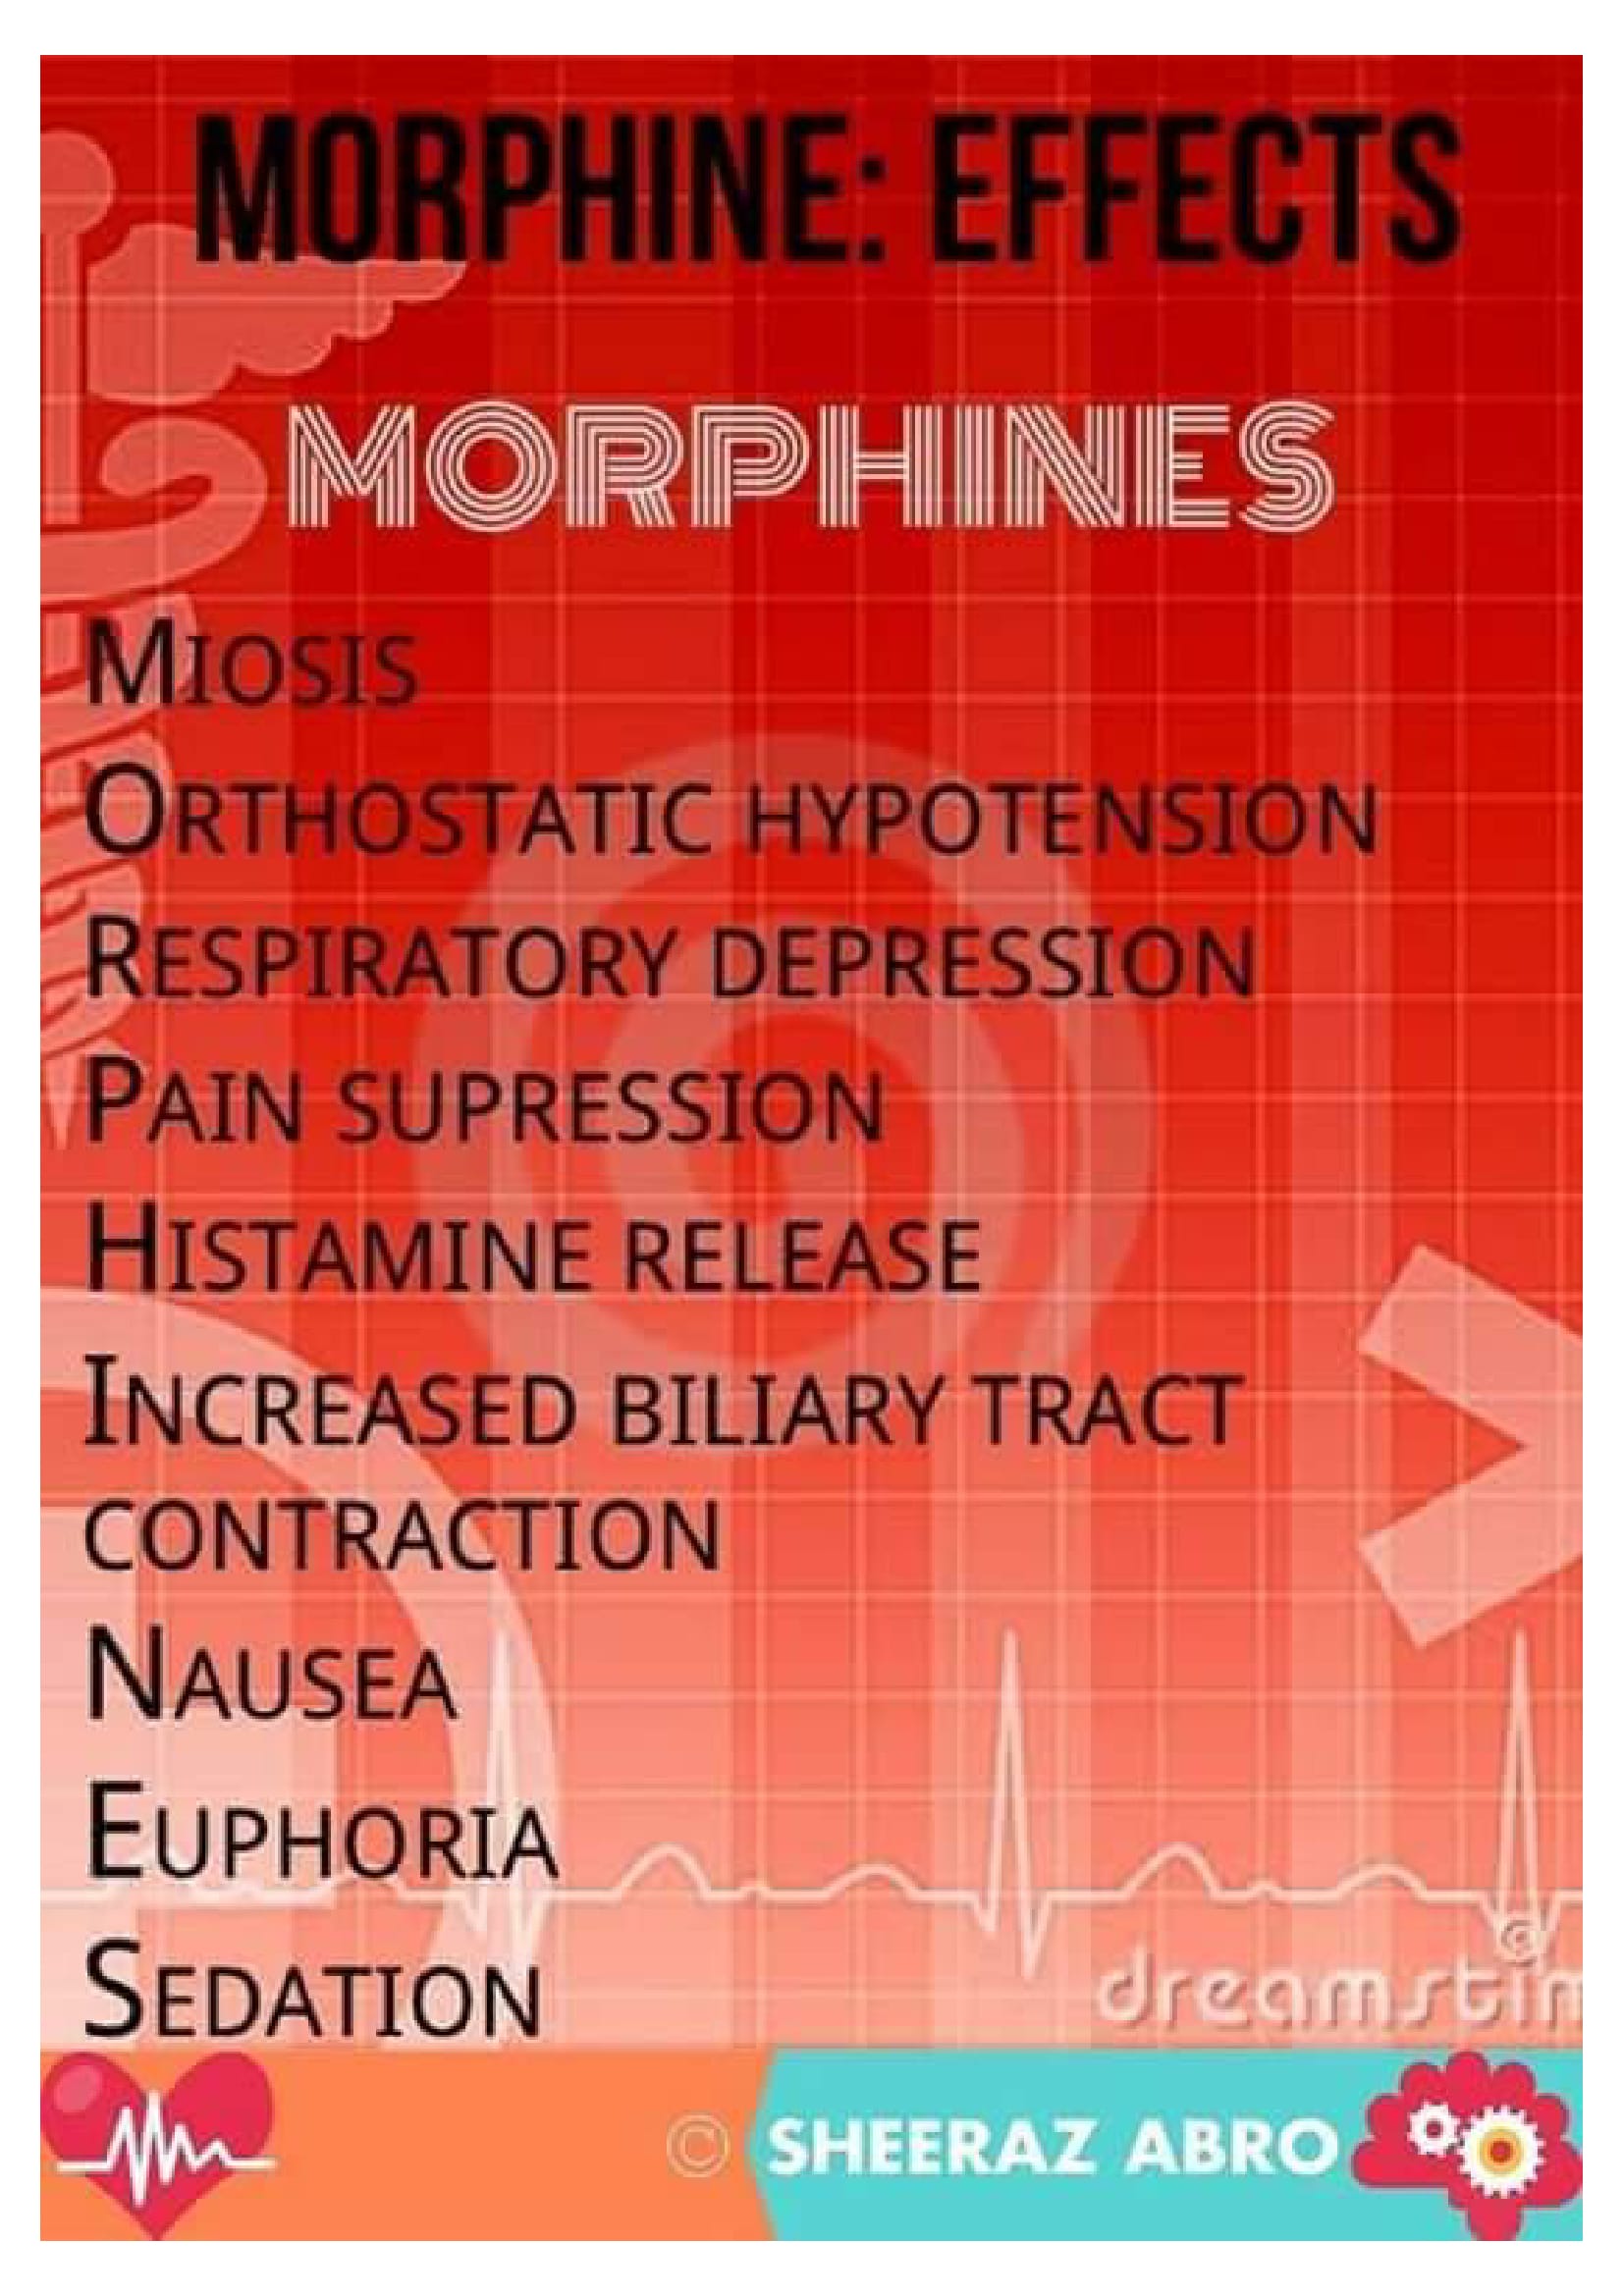 MORPHINE: EFFECTS
MORPHINES
MIOSIS
ORTHOSTATIC HYPOTENSION
RESPIRATORY DEPRESSION
PAIN SUPRESSION
HISTAMINE RELEASE
INCREASED BILIARY TRACT
CONTRACTION
NAUSEA
EUPHORIA
SEDATION
dreamstim
© SHEERAZ ABRO